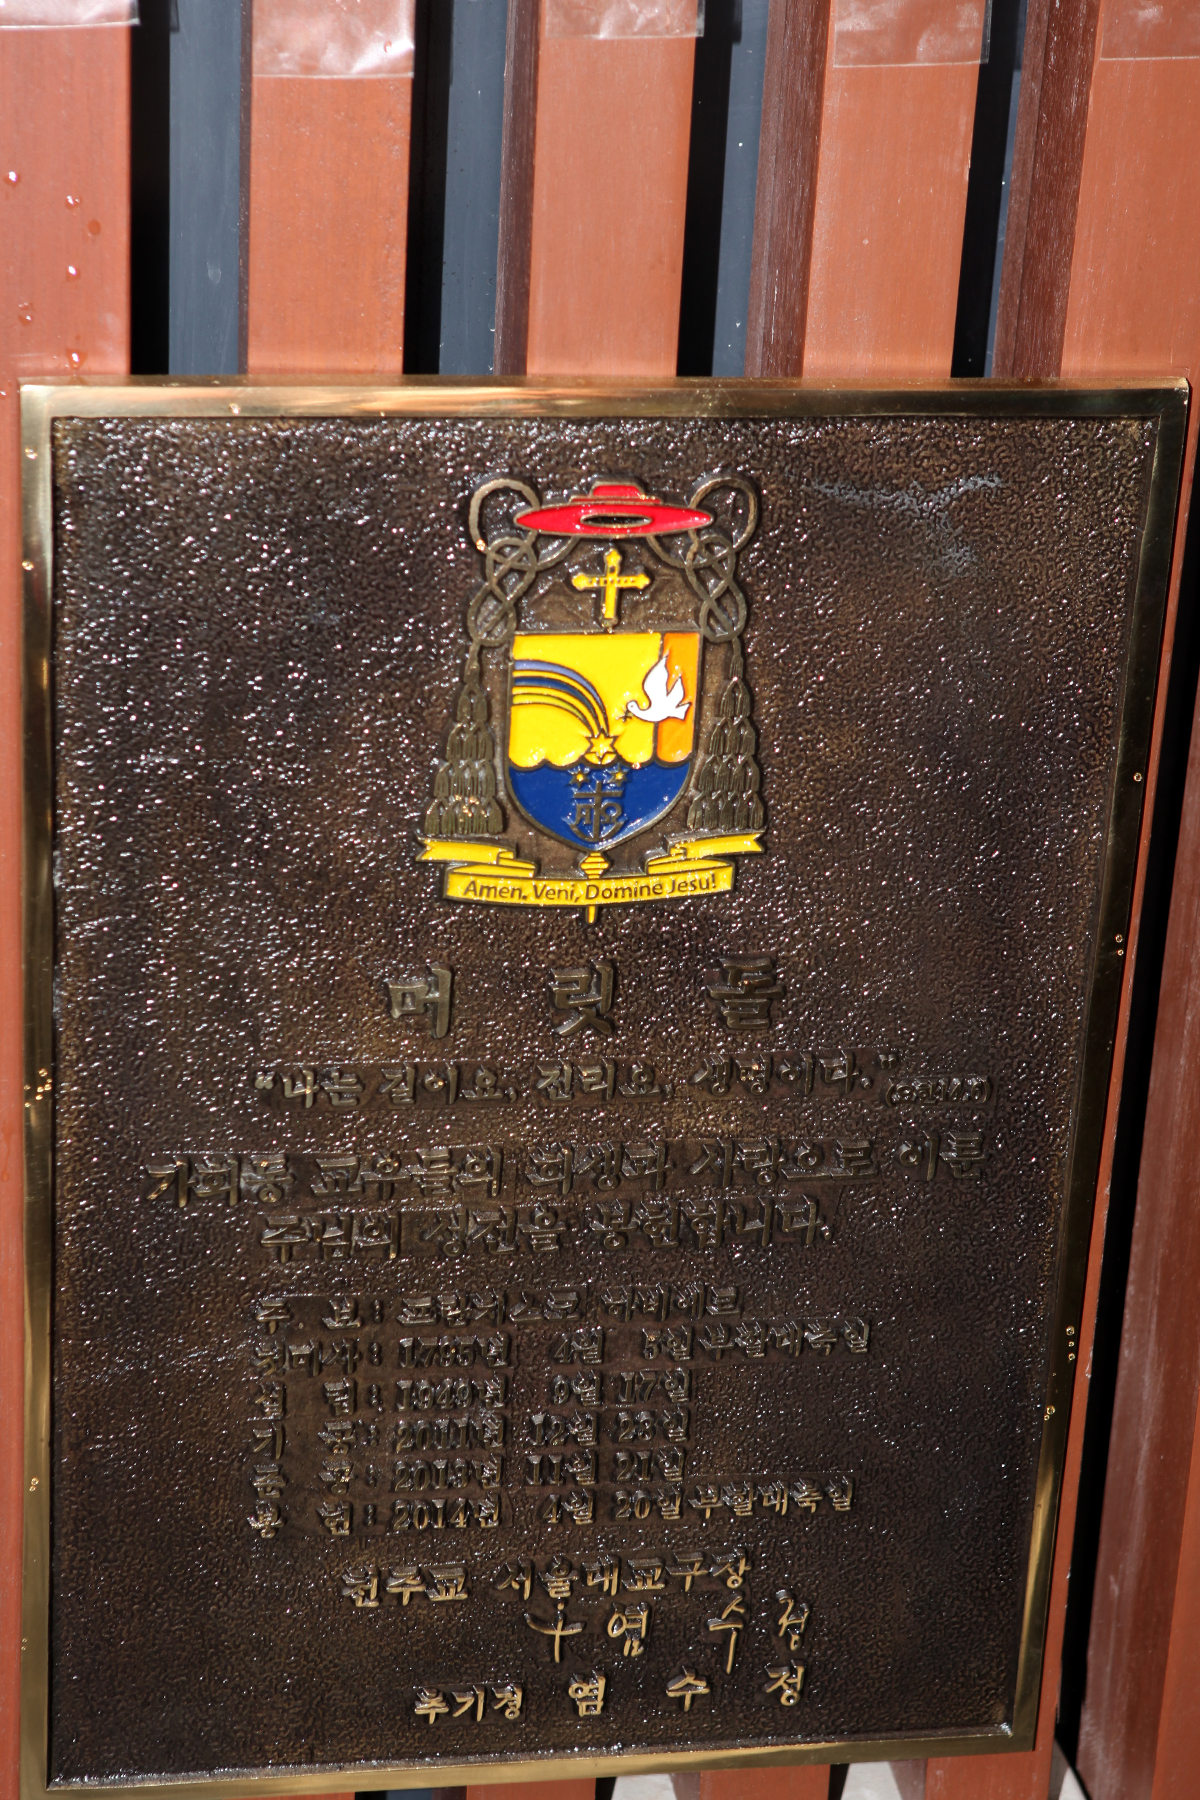 Amen, Veni, Domine Jesu!
머 릿 돌
"나는 길이요, 진리요, 생명이다." (요한14.6)
가회동 교우들의 희생과 사랑으로 이룬
주님의 성전을 봉헌합니다.
주 보 : 프란치스코 하비에르
첫미사 : 1795년 4월 5일 부활대축일
설 립 : 1949년 9월 17일
기 공 : 2011년 12월 23일
준 공 : 2013년 11월 21일
봉 헌 : 2014년 4월 20일 부활대축일
천주교 서울대교구장
염 수 정
추기경 염 수 정